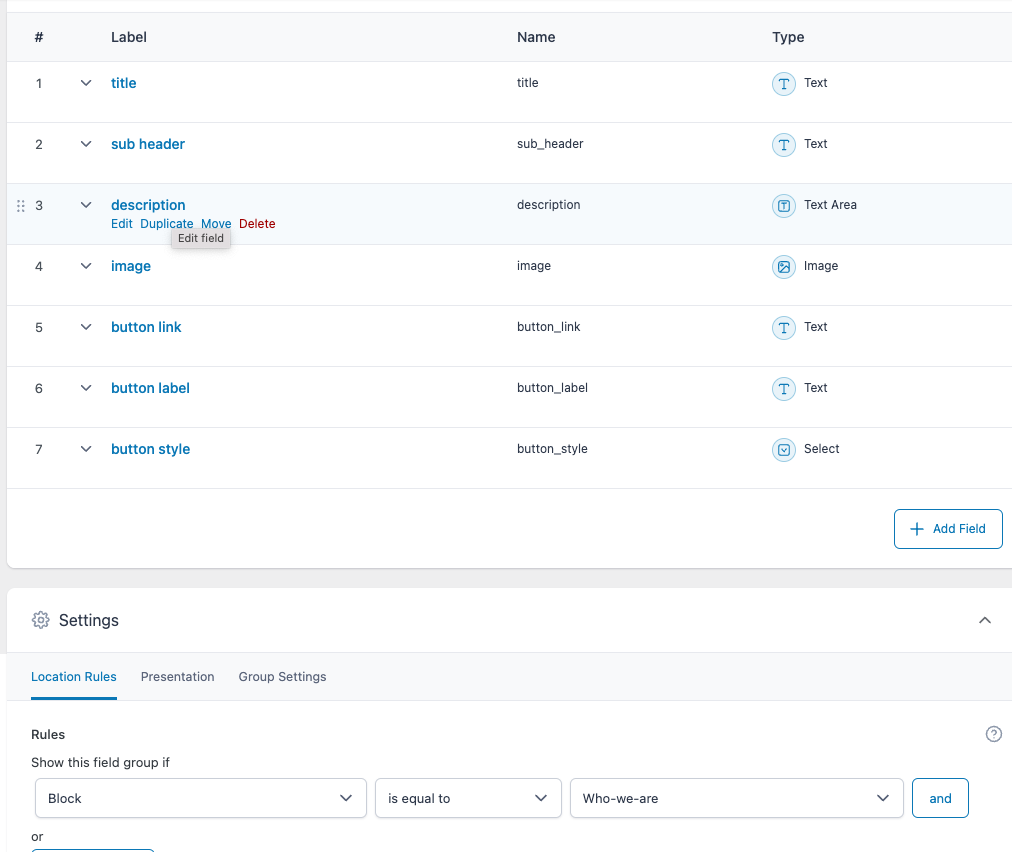 # Label Name Type
1 title title Text
2 sub header sub_header Text
3 description description Text Area
Edit Duplicate Move Delete
Edit field
4 image image Image
5 button link button_link Text
6 button label button_label Text
7 button style button_style Select
+ Add Field
Settings
Location Rules Presentation Group Settings
Rules ?
Show this field group if
Block is equal to Who-we-are and
or